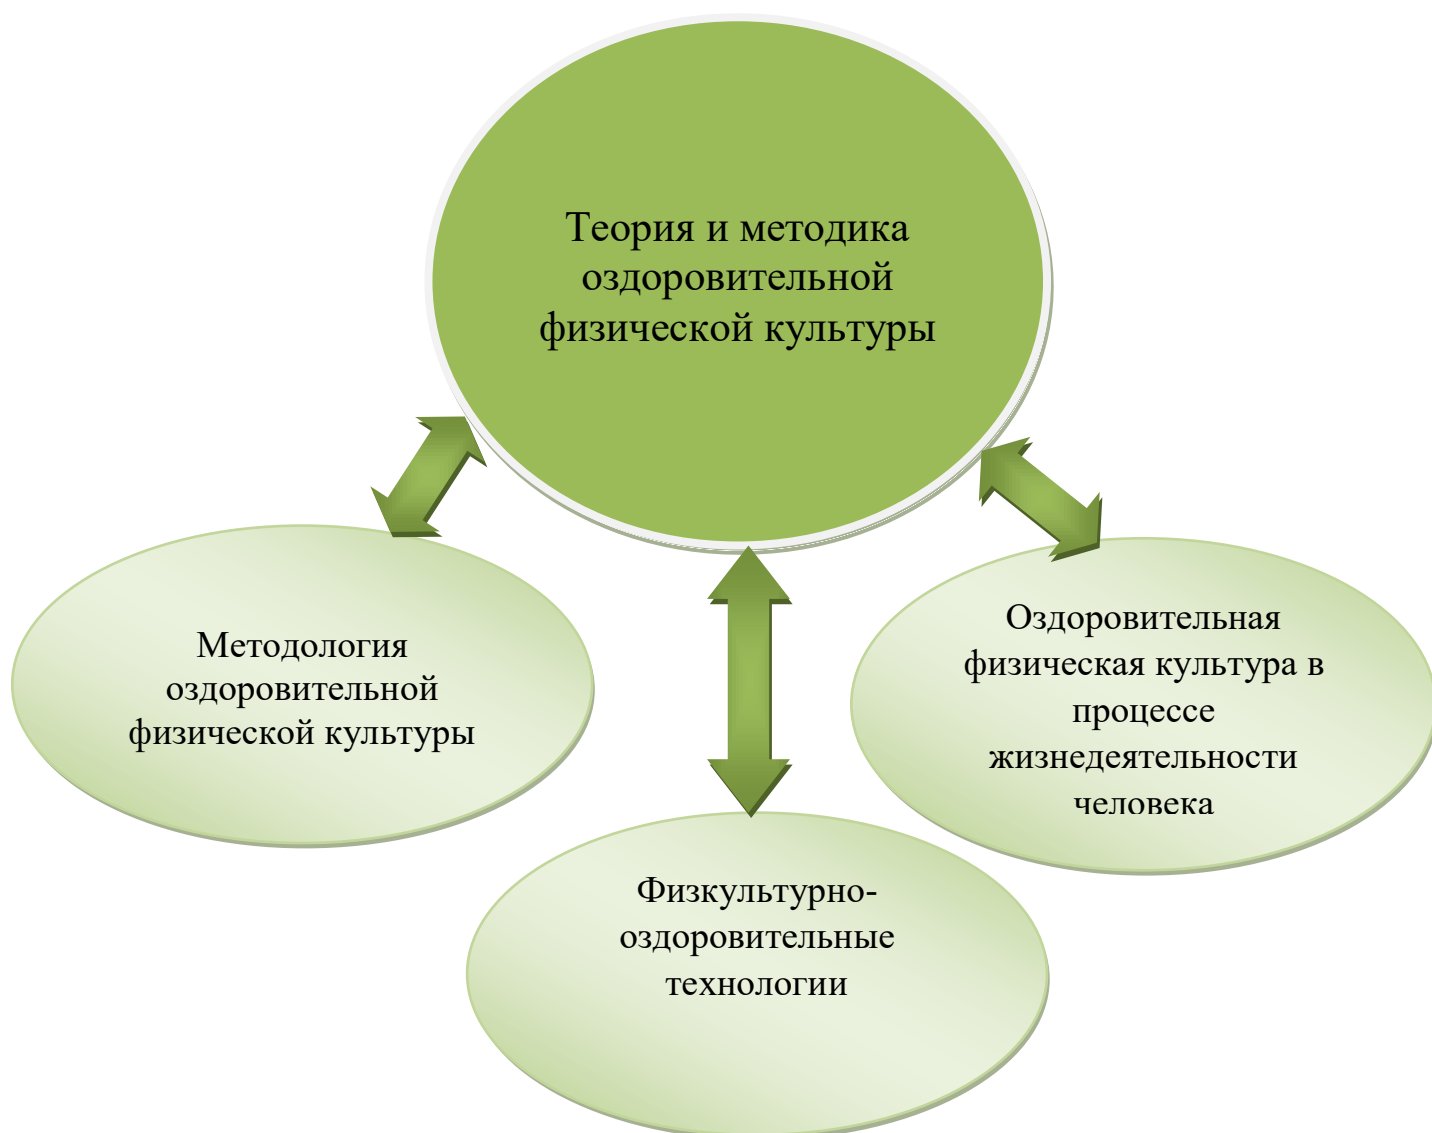 Теория и методика
оздоровительной
физической культуры
Методология
оздоровительной
физической культуры
Оздоровительная
физическая культура в
процессе
жизнедеятельности
человека
Физкультурно-
оздоровительные
технологии